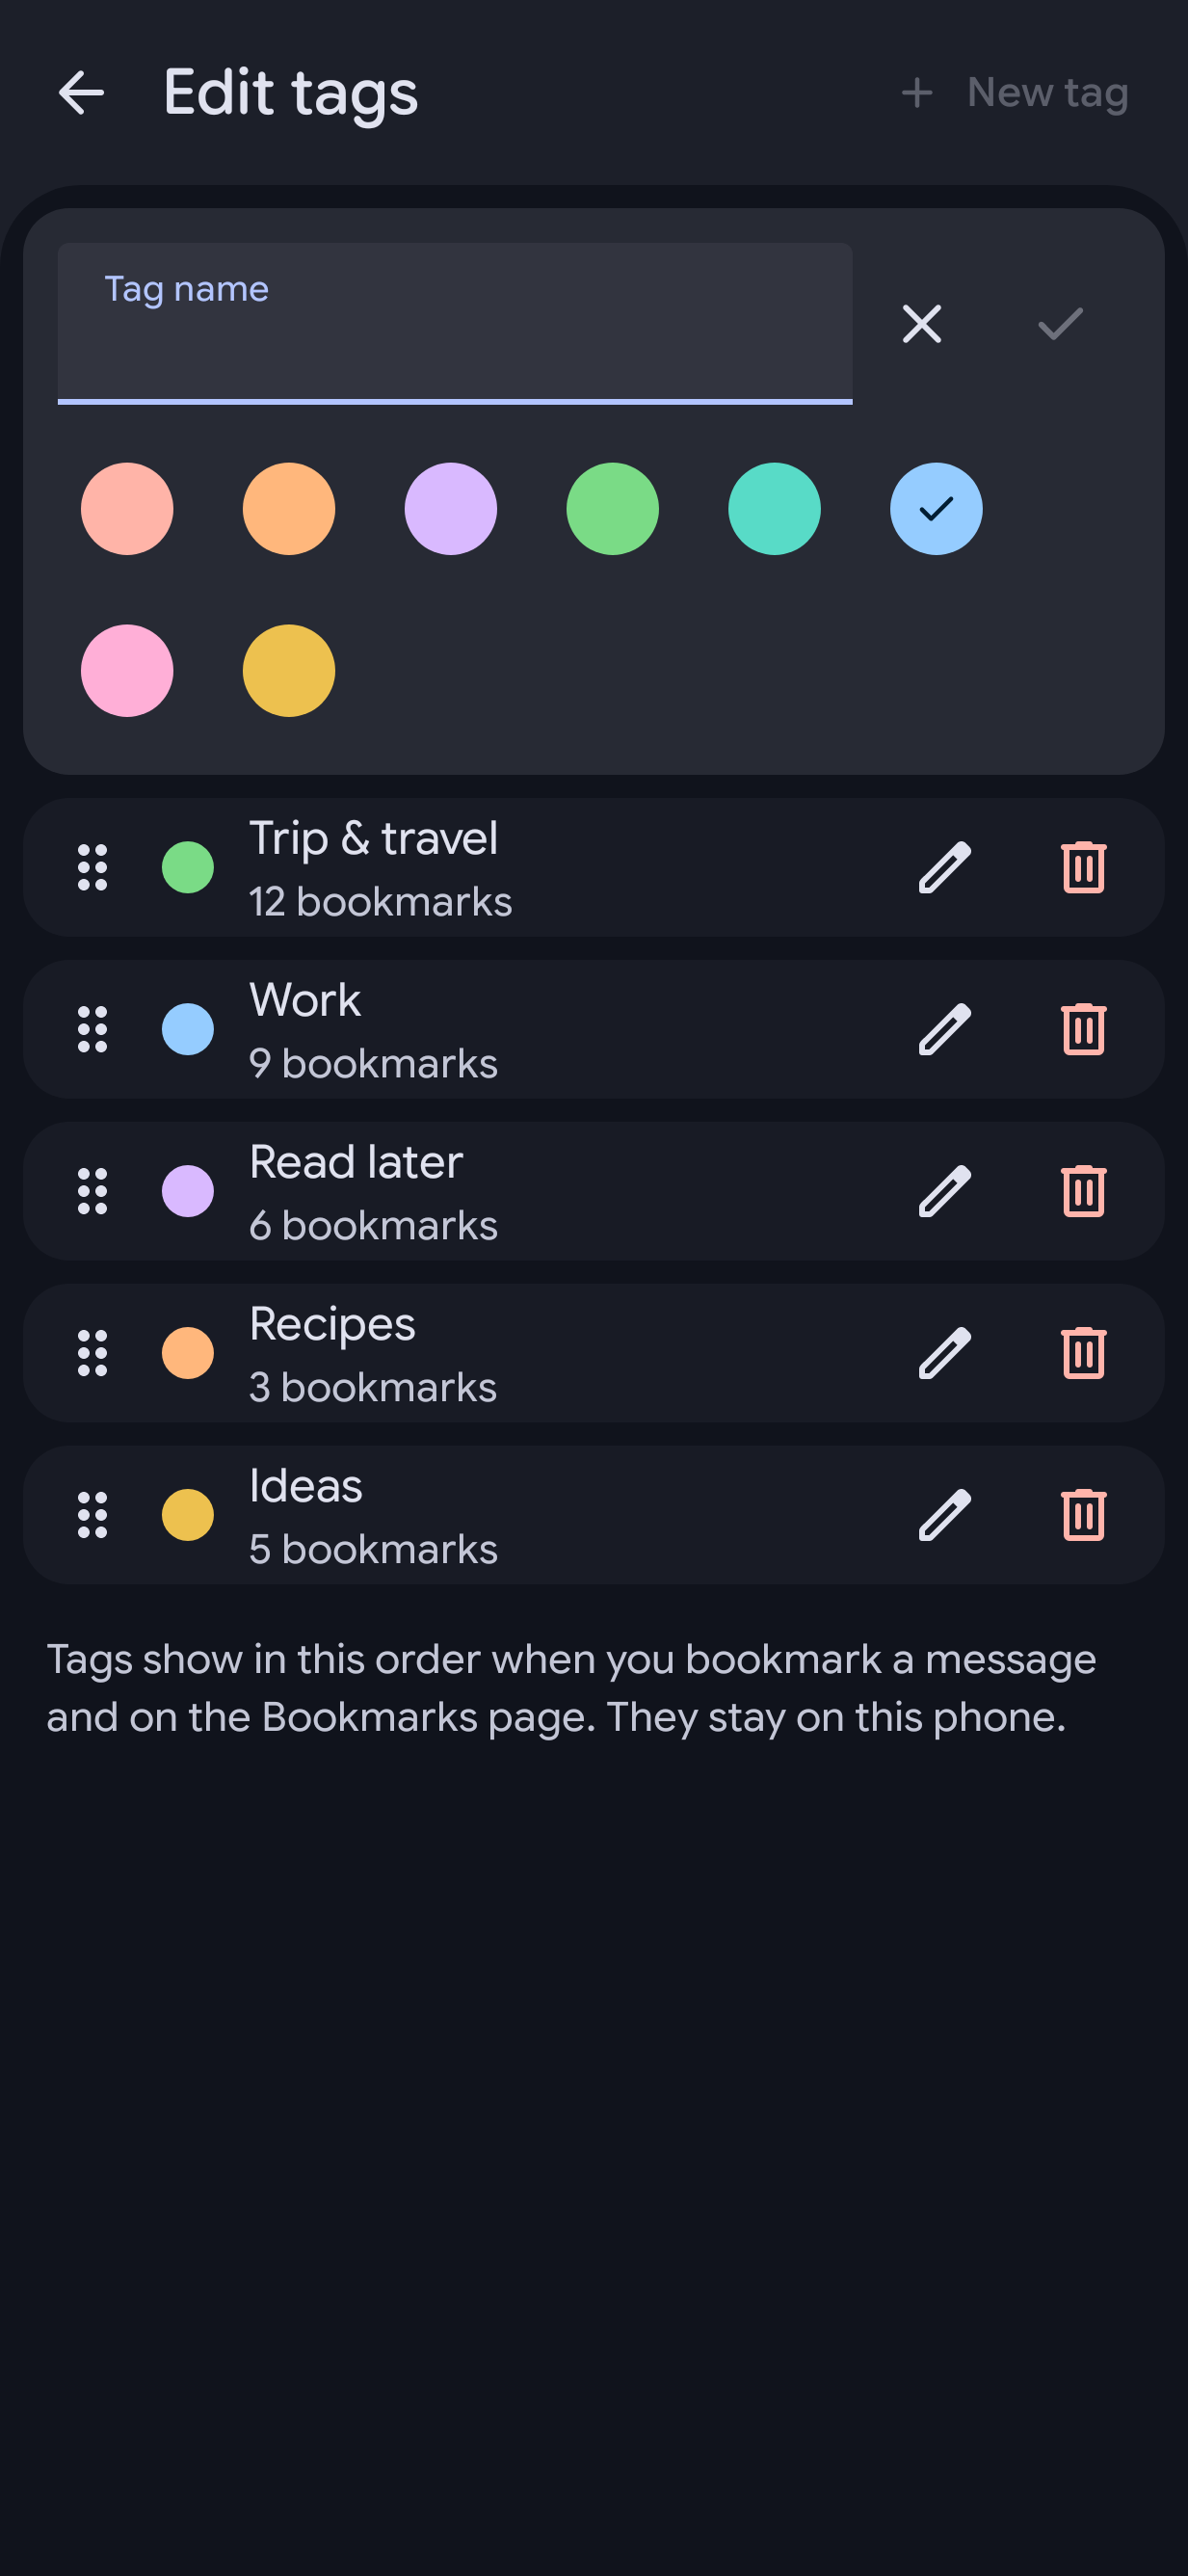 Edit tags
New tag
Tag name
Trip & travel
12 bookmarks
Work
9 bookmarks
Read later
6 bookmarks
Recipes
3 bookmarks
Ideas
5 bookmarks
Tags show in this order when you bookmark a message
and on the Bookmarks page. They stay on this phone.